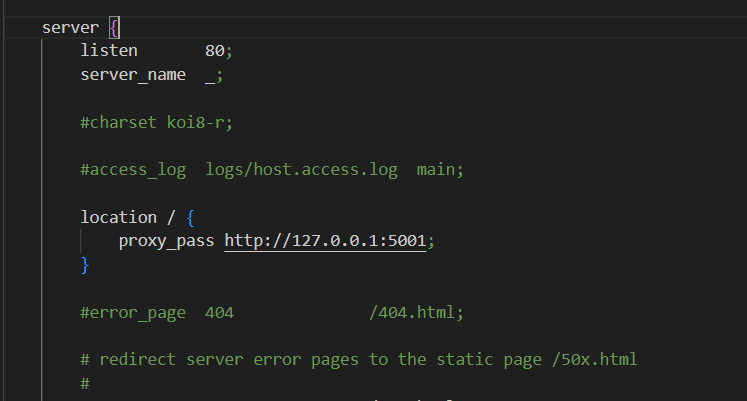 server {
listen 80;
server_name _;
#charset koi8-r;
#access_log logs/host.access.log main;
location / {
proxy_pass http://127.0.0.1:5001;
}
#error_page 404 /404.html;
# redirect server error pages to the static page /50x.html
#